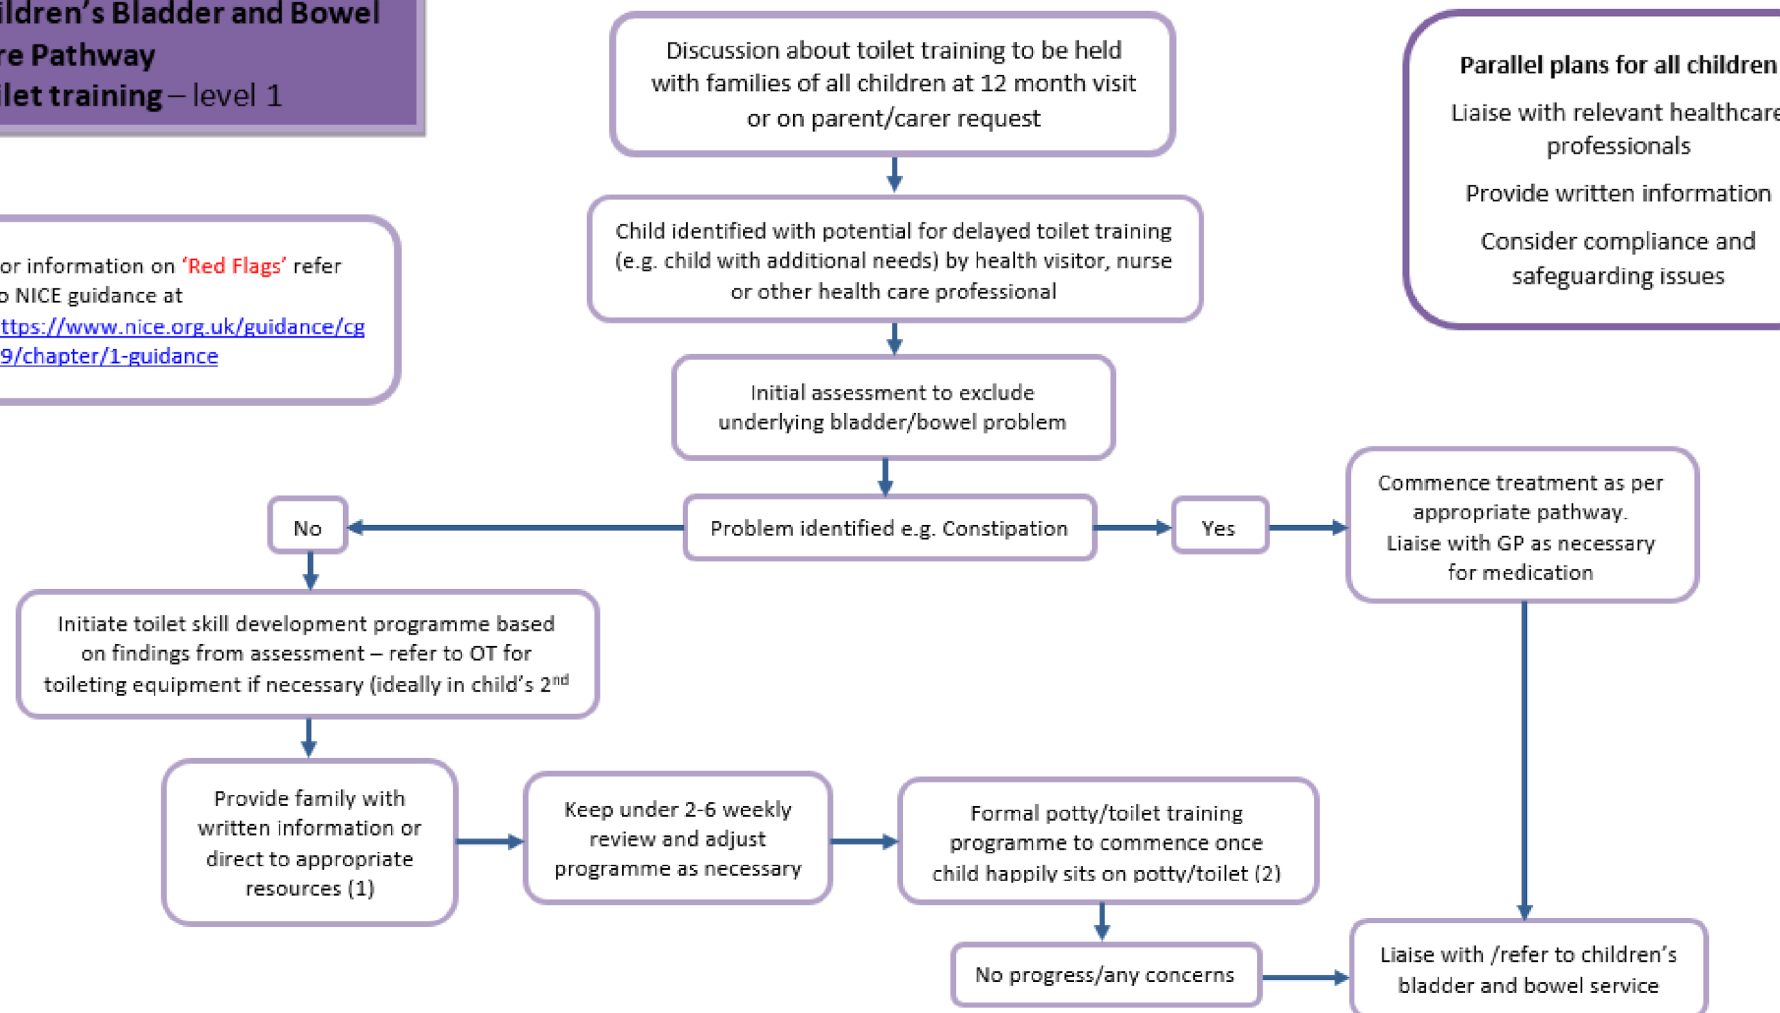 ildren’s Bladder and Bowel
re Pathway
ilet training – level 1
Discussion about toilet training to be held
with families of all children at 12 month visit
or on parent/carer request
Parallel plans for all children
Liaise with relevant healthcare
professionals
Provide written information
Consider compliance and
safeguarding issues
or information on ‘Red Flags’ refer
o NICE guidance at
ttps://www.nice.org.uk/guidance/cg
9/chapter/1-guidance
Child identified with potential for delayed toilet training
(e.g. child with additional needs) by health visitor, nurse
or other health care professional
Initial assessment to exclude
underlying bladder/bowel problem
No
Problem identified e.g. Constipation
Yes
Commence treatment as per
appropriate pathway.
Liaise with GP as necessary
for medication
Initiate toilet skill development programme based
on findings from assessment – refer to OT for
toileting equipment if necessary (ideally in child’s 2nd
Provide family with
written information or
direct to appropriate
resources (1)
Keep under 2-6 weekly
review and adjust
programme as necessary
Formal potty/toilet training
programme to commence once
child happily sits on potty/toilet (2)
No progress/any concerns
Liaise with /refer to children’s
bladder and bowel service